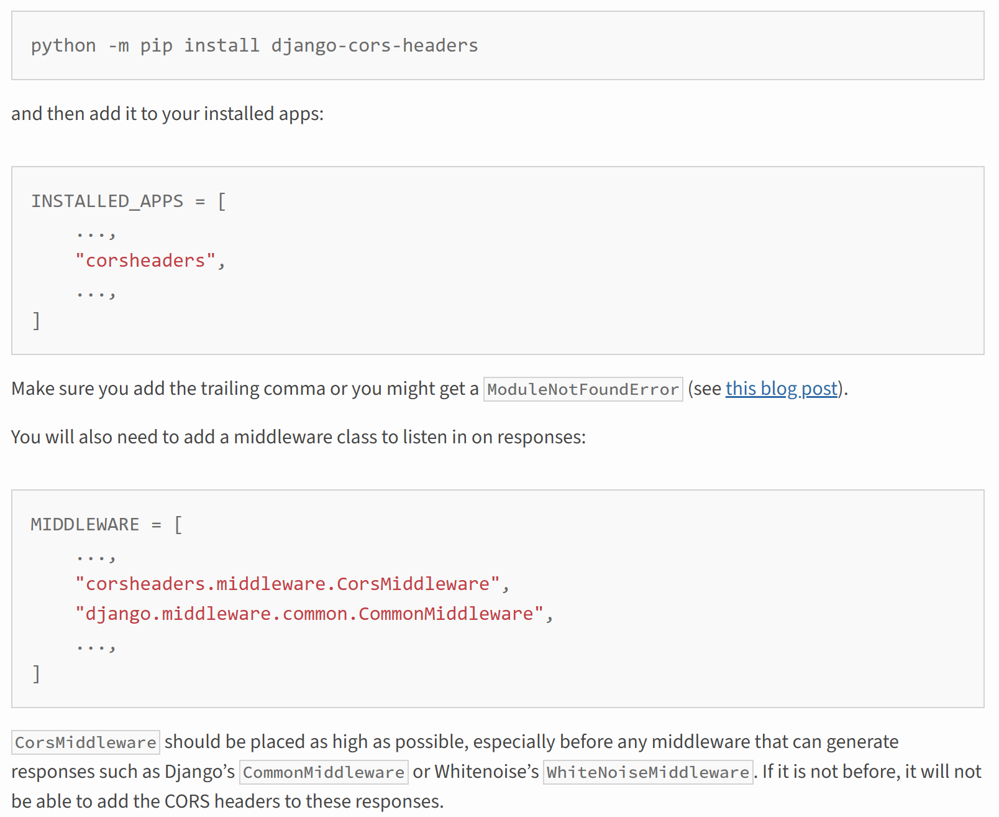 python -m pip install django-cors-headers
and then add it to your installed apps:
INSTALLED_APPS = [
    ...,
    "corsheaders",
    ...,
]
Make sure you add the trailing comma or you might get a ModuleNotFoundError (see this blog post).
You will also need to add a middleware class to listen in on responses:
MIDDLEWARE = [
    ...,
    "corsheaders.middleware.CorsMiddleware",
    "django.middleware.common.CommonMiddleware",
    ...,
]
CorsMiddleware should be placed as high as possible, especially before any middleware that can generate
responses such as Django’s CommonMiddleware or Whitenoise’s WhiteNoiseMiddleware. If it is not before, it will not
be able to add the CORS headers to these responses.